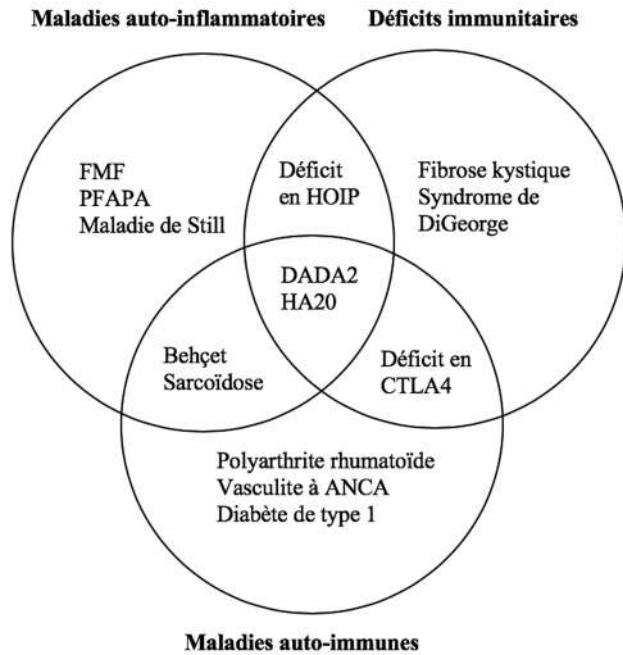 Maladies auto-inflammatoires
Déficits immunitaires
FMF
PFAPA
Maladie de Still
Déficit
en HOIP
Fibrose kystique
Syndrome de
DiGeorge
DADA2
HA20
Behçet
Sarcoïdose
Déficit en
CTLA4
Polyarthrite rhumatoïde
Vasculite à ANCA
Diabète de type 1
Maladies auto-immunes